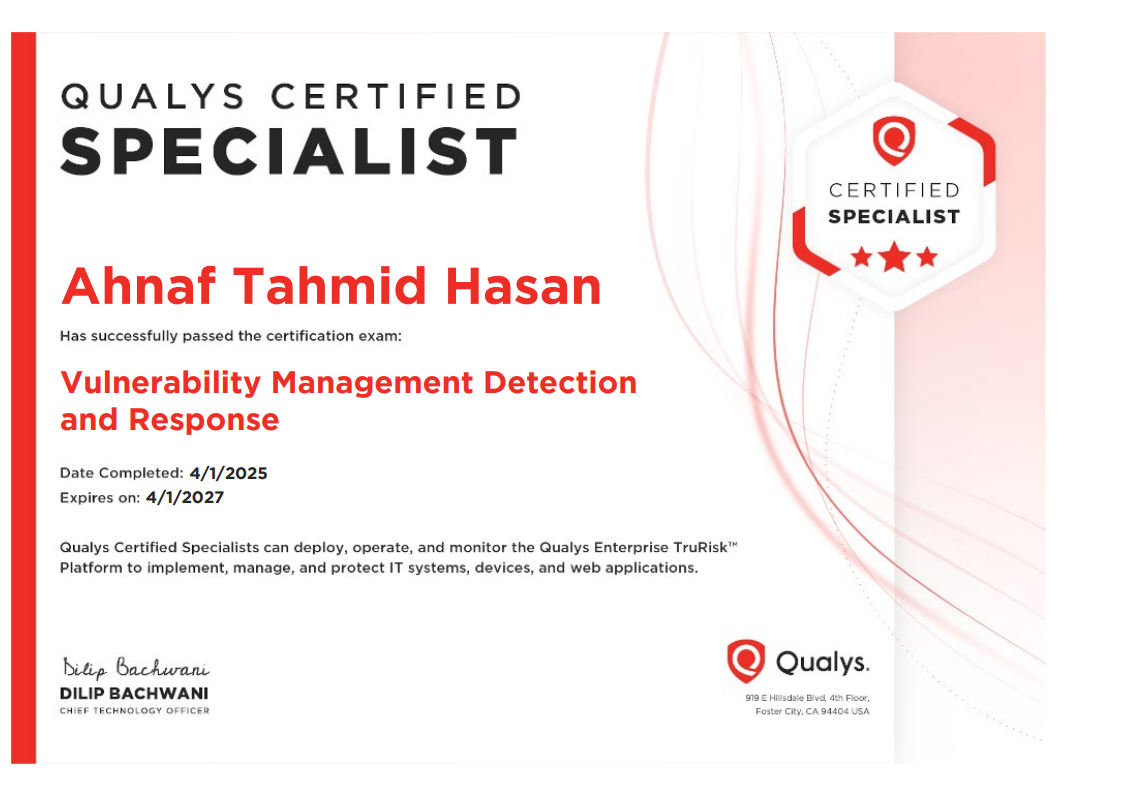 QUALYS CERTIFIED
SPECIALIST
CERTIFIED
SPECIALIST
Ahnaf Tahmid Hasan
Has successfully passed the certification exam:
Vulnerability Management Detection
and Response
Date Completed: 4/1/2025
Expires on: 4/1/2027
Qualys Certified Specialists can deploy, operate, and monitor the Qualys Enterprise TruRisk™
Platform to implement, manage, and protect IT systems, devices, and web applications.
Dilip Bachwani
DILIP BACHWANI
CHIEF TECHNOLOGY OFFICER
Qualys.
919 E Hillsdale Blvd, 4th Floor,
Foster City, CA 94404 USA